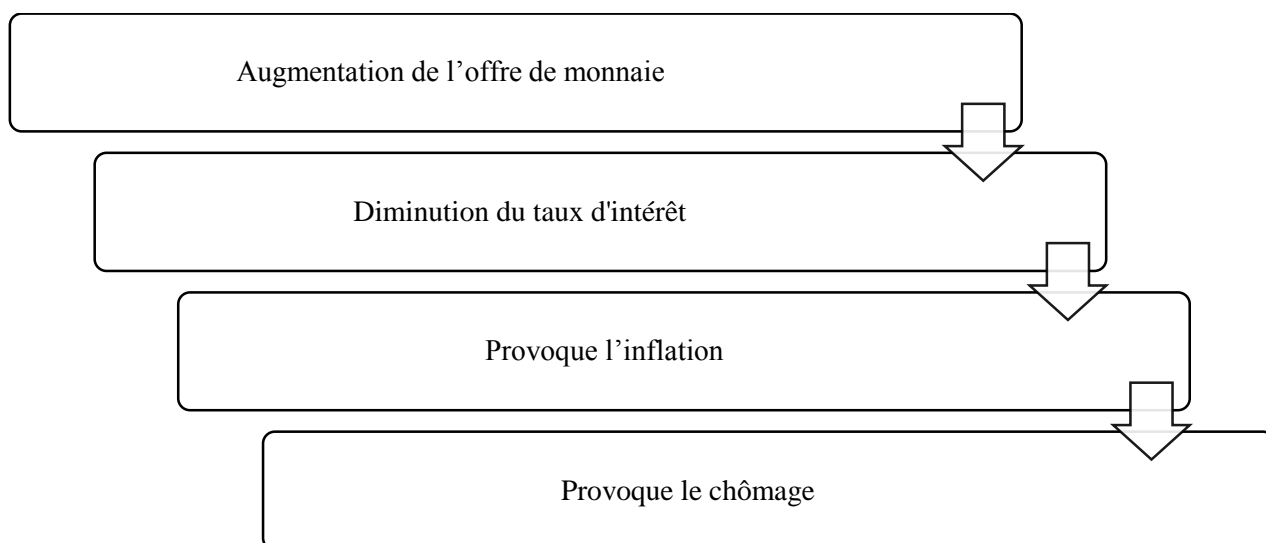 Augmentation de l’offre de monnaie
Diminution du taux d'intérêt
Provoque l’inflation
Provoque le chômage